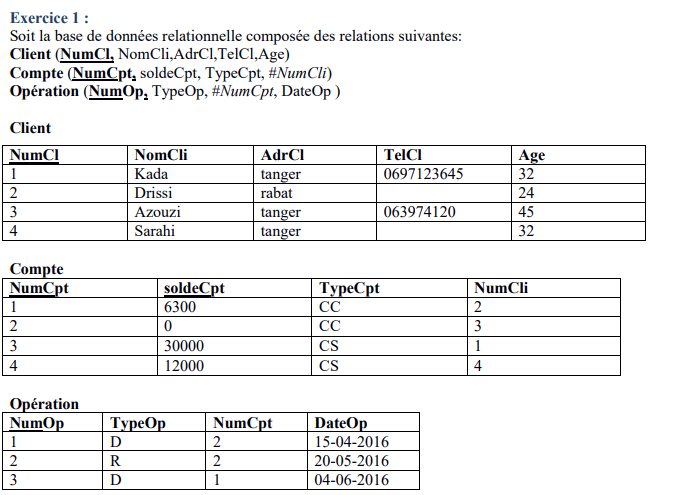 Exercice 1 :
Soit la base de données relationnelle composée des relations suivantes:
Client (NumCl, NomCli,AdrCl,TelCl,Age)
Compte (NumCpt, soldeCpt, TypeCpt, #NumCli)
Opération (NumOp, TypeOp, #NumCpt, DateOp )
Client
NumCl NomCli AdrCl TelCl Age
1 Kada tanger 0697123645 32
2 Drissi rabat 24
3 Azouzi tanger 063974120 45
4 Sarahi tanger 32
Compte
NumCpt soldeCpt TypeCpt NumCli
1 6300 CC 2
2 0 CC 3
3 30000 CS 1
4 12000 CS 4
Opération
NumOp TypeOp NumCpt DateOp
1 D 2 15-04-2016
2 R 2 20-05-2016
3 D 1 04-06-2016